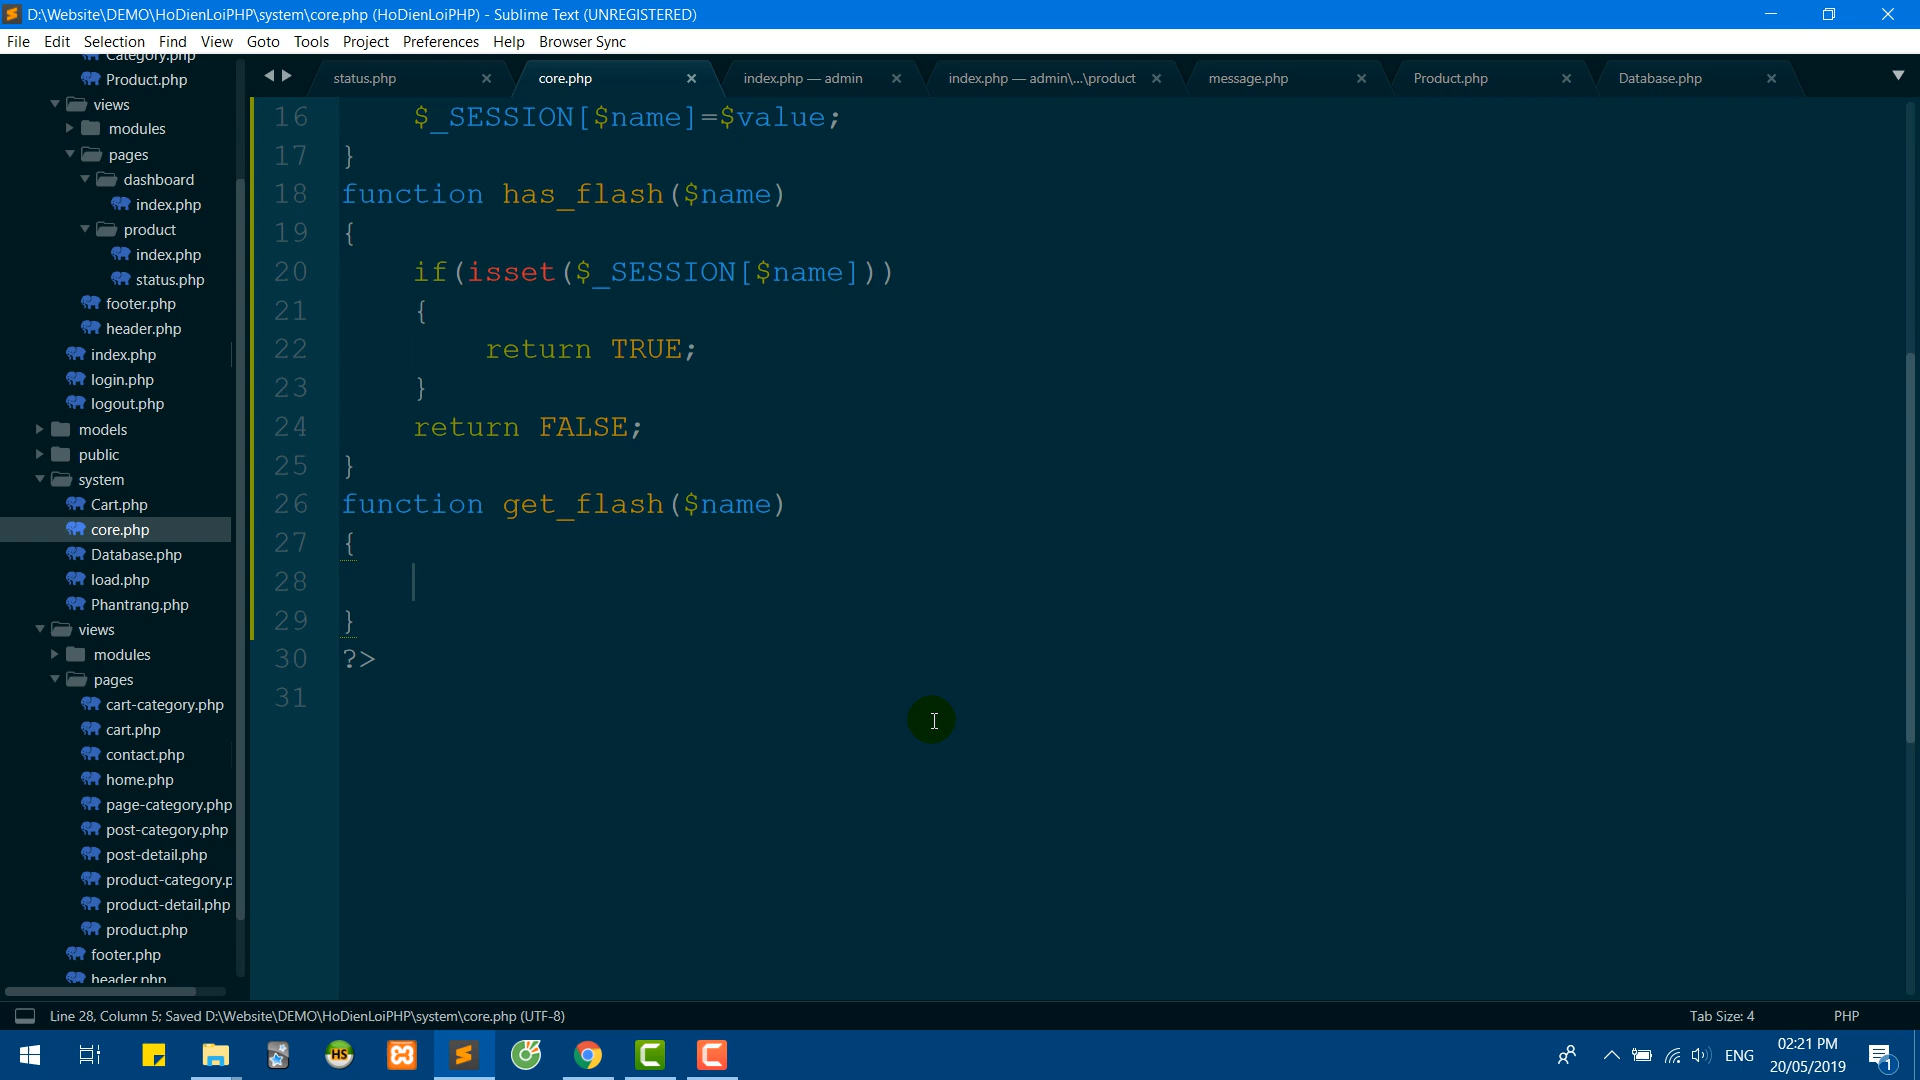 D:\Website\DEMO\HoDienLoiPHP\system\core.php (HoDienLoiPHP) - Sublime Text (UNREGISTERED)
File Edit Selection Find View Goto Tools Project Preferences Help Browser Sync
status.php core.php index.php — admin index.php — admin\...\product message.php Product.php Database.php
Category.php
Product.php
views
modules
pages
dashboard
index.php
product
index.php
status.php
footer.php
header.php
index.php
login.php
logout.php
models
public
system
Cart.php
core.php
Database.php
load.php
Phantrang.php
views
modules
pages
cart-category.php
cart.php
contact.php
home.php
page-category.php
post-category.php
post-detail.php
product-category.p
product-detail.php
product.php
footer.php
header.php
16 $_SESSION[$name]=$value;
17 }
18 function has_flash($name)
19 {
20 if(isset($_SESSION[$name]))
21 {
22 return TRUE;
23 }
24 return FALSE;
25 }
26 function get_flash($name)
27 {
28
29 }
30 ?>
31
Line 28, Column 5; Saved D:\Website\DEMO\HoDienLoiPHP\system\core.php (UTF-8) Tab Size: 4 PHP
HS
ENG
02:21 PM
20/05/2019
1